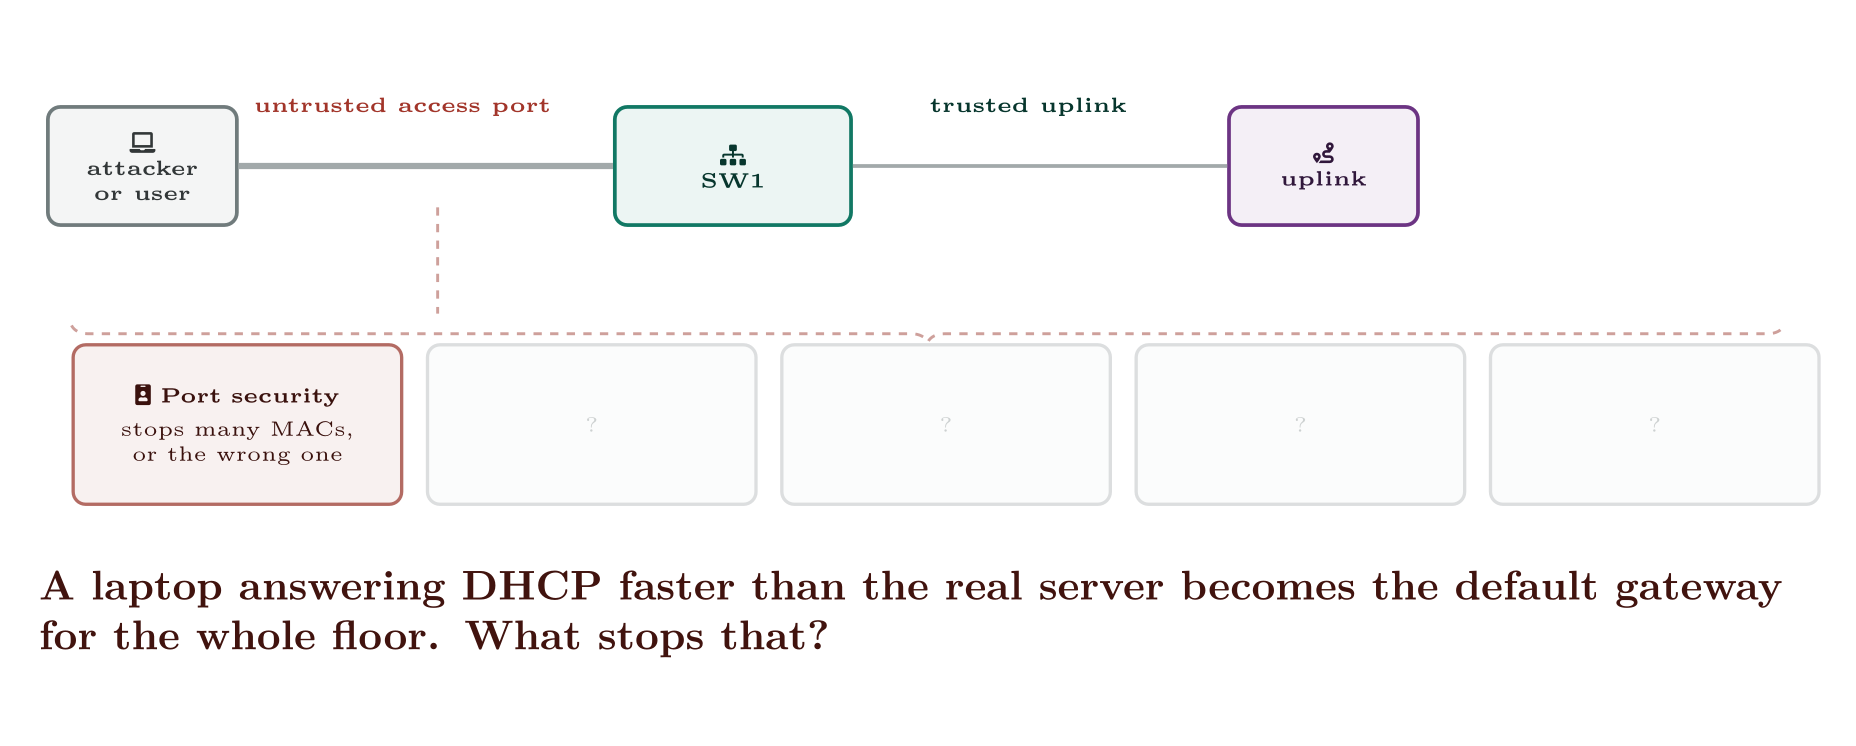 untrusted access port
trusted uplink
attacker
or user
SW1
uplink
Port security
stops many MACs,
or the wrong one
?
?
?
?
A laptop answering DHCP faster than the real server becomes the default gateway
for the whole floor. What stops that?